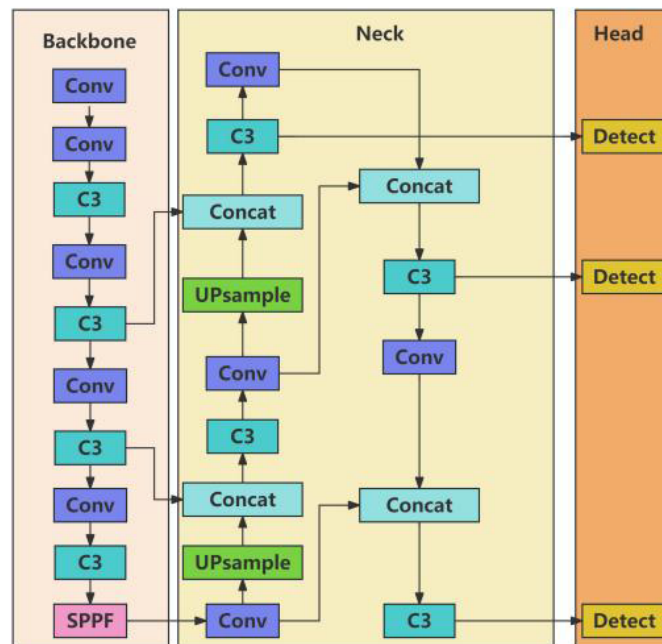 Backbone
Conv
Conv
C3
Conv
C3
Conv
C3
Conv
C3
SPPF
Neck
Conv
C3
Concat
UPsample
Conv
C3
Concat
UPsample
Conv
Concat
C3
Conv
Concat
C3
Head
Detect
Detect
Detect